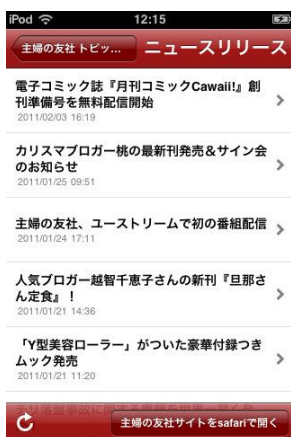 iPod 12:15
主婦の友社 トピッ... ニュースリリース
電子コミック誌『月刊コミックCawaii!』創
刊準備号を無料配信開始
2011/02/03 16:19
カリスマブロガー桃の最新刊発売&サイン会
のお知らせ
2011/01/25 09:51
主婦の友社、ユーストリームで初の番組配信
2011/01/24 17:11
人気ブロガー越智千恵子さんの新刊『旦那さ
ん定食』!
2011/01/21 14:36
「Y型美容ローラー」がついた豪華付録つき
ムック発売
2011/01/21 11:20
主婦の友社サイトをsafariで開く